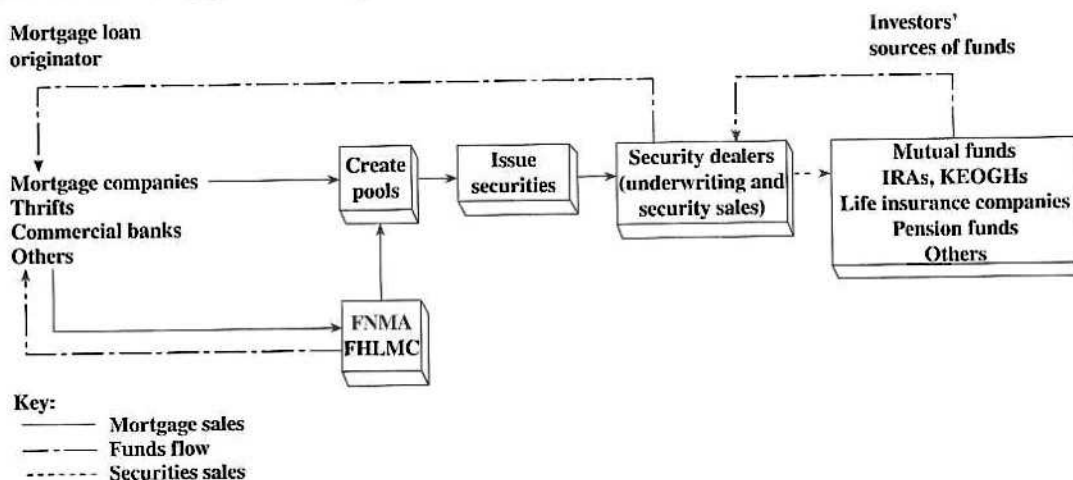 Mortgage loan
originator
Investors'
sources of funds
Mortgage companies
Thrifts
Commercial banks
Others
Create
pools
Issue
securities
Security dealers
(underwriting and
security sales)
Mutual funds
IRAs, KEOGHs
Life insurance companies
Pension funds
Others
FNMA
FHLMC
Key:
Mortgage sales
Funds flow
Securities sales